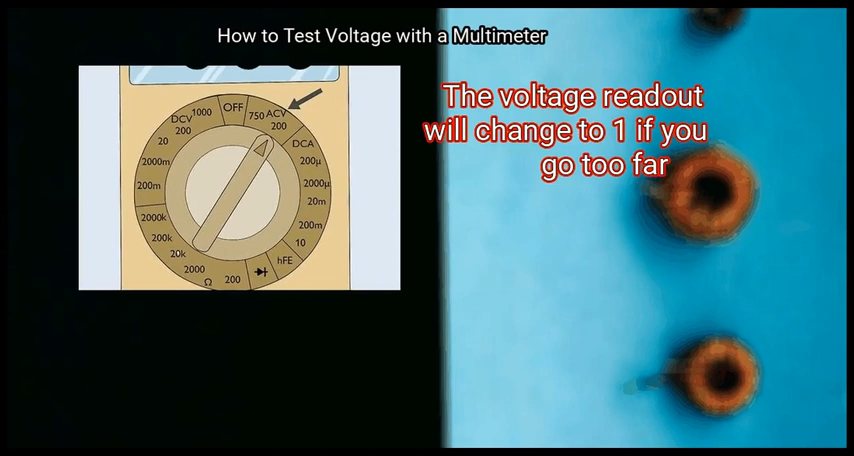 How to Test Voltage with a Multimeter
The voltage readout
will change to 1 if you
go too far
OFF
750 ACV
200
DCA
200µ
2000µ
20m
200m
10
hFE
200
Ω
2000
20k
200k
2000k
200m
2000m
20
200
DCV
1000